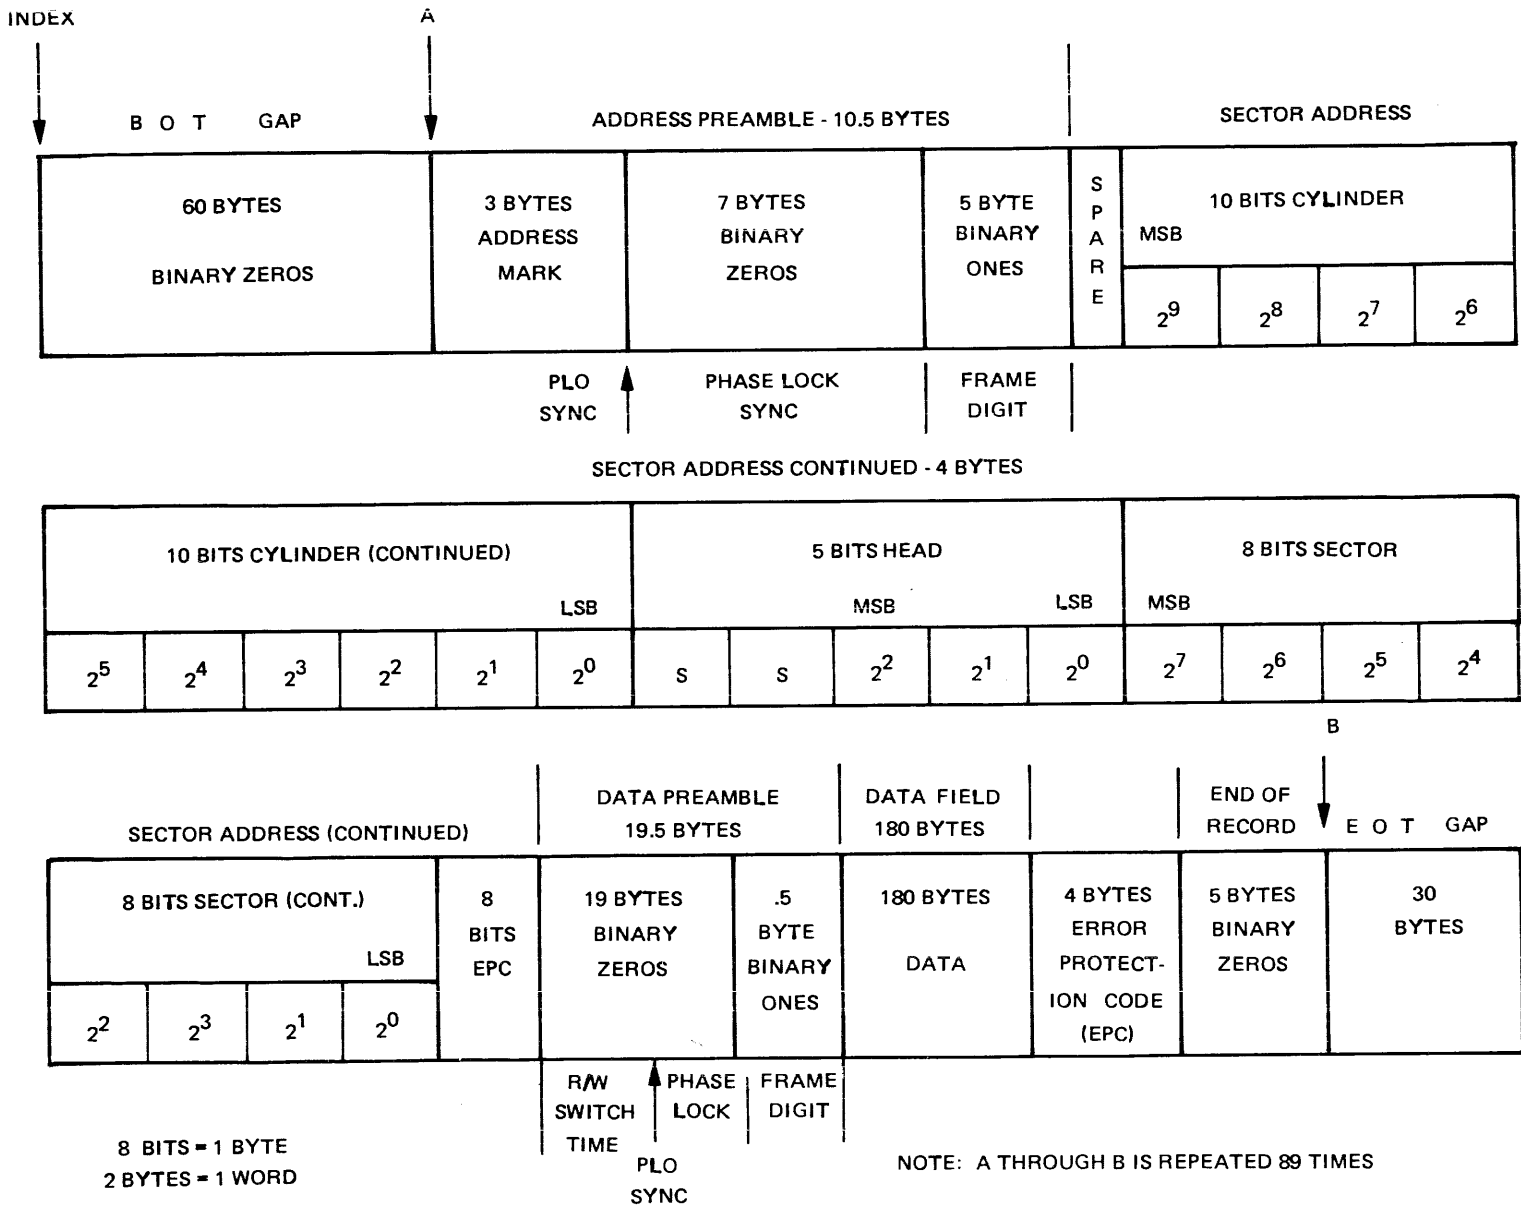 INDEX
A
B O T GAP
ADDRESS PREAMBLE - 10.5 BYTES
SECTOR ADDRESS
60 BYTES
BINARY ZEROS
3 BYTES
ADDRESS
MARK
7 BYTES
BINARY
ZEROS
5 BYTE
BINARY
ONES
S
P
A
R
E
10 BITS CYLINDER
MSB
2^9 2^8 2^7 2^6
PLO
SYNC
PHASE LOCK
SYNC
FRAME
DIGIT
SECTOR ADDRESS CONTINUED - 4 BYTES
10 BITS CYLINDER (CONTINUED)
LSB
5 BITS HEAD
MSB LSB
8 BITS SECTOR
MSB
2^5 2^4 2^3 2^2 2^1 2^0 S S 2^2 2^1 2^0 2^7 2^6 2^5 2^4
B
SECTOR ADDRESS (CONTINUED)
DATA PREAMBLE
19.5 BYTES
DATA FIELD
180 BYTES
END OF
RECORD
E O T GAP
8 BITS SECTOR (CONT.)
LSB
2^2 2^3 2^1 2^0
8
BITS
EPC
19 BYTES
BINARY
ZEROS
.5
BYTE
BINARY
ONES
180 BYTES
DATA
4 BYTES
ERROR
PROTECT-
ION CODE
(EPC)
5 BYTES
BINARY
ZEROS
30
BYTES
R/W
SWITCH
TIME
PLO
SYNC
PHASE
LOCK
FRAME
DIGIT
8 BITS = 1 BYTE
2 BYTES = 1 WORD
NOTE: A THROUGH B IS REPEATED 89 TIMES